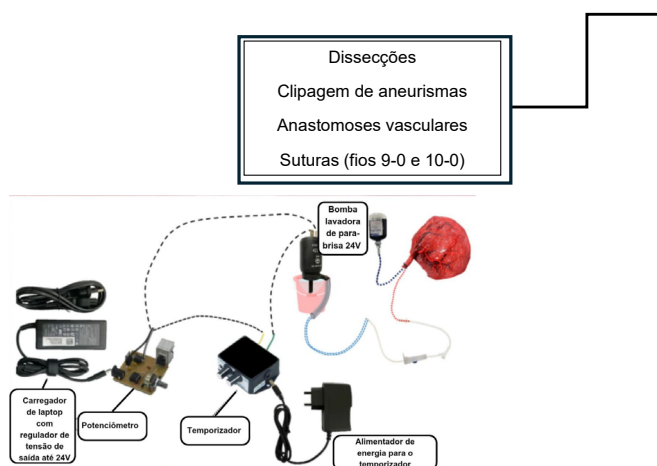 Dissecções
Clipagem de aneurismas
Anastomoses vasculares
Suturas (fios 9-0 e 10-0)
Bomba
lavadora
de para-
brisa 24V
Carregador
de laptop
com
regulador de
tensão de
saída até 24V
Potenciômetro
Temporizador
Alimentador de
energia para o
temporizador